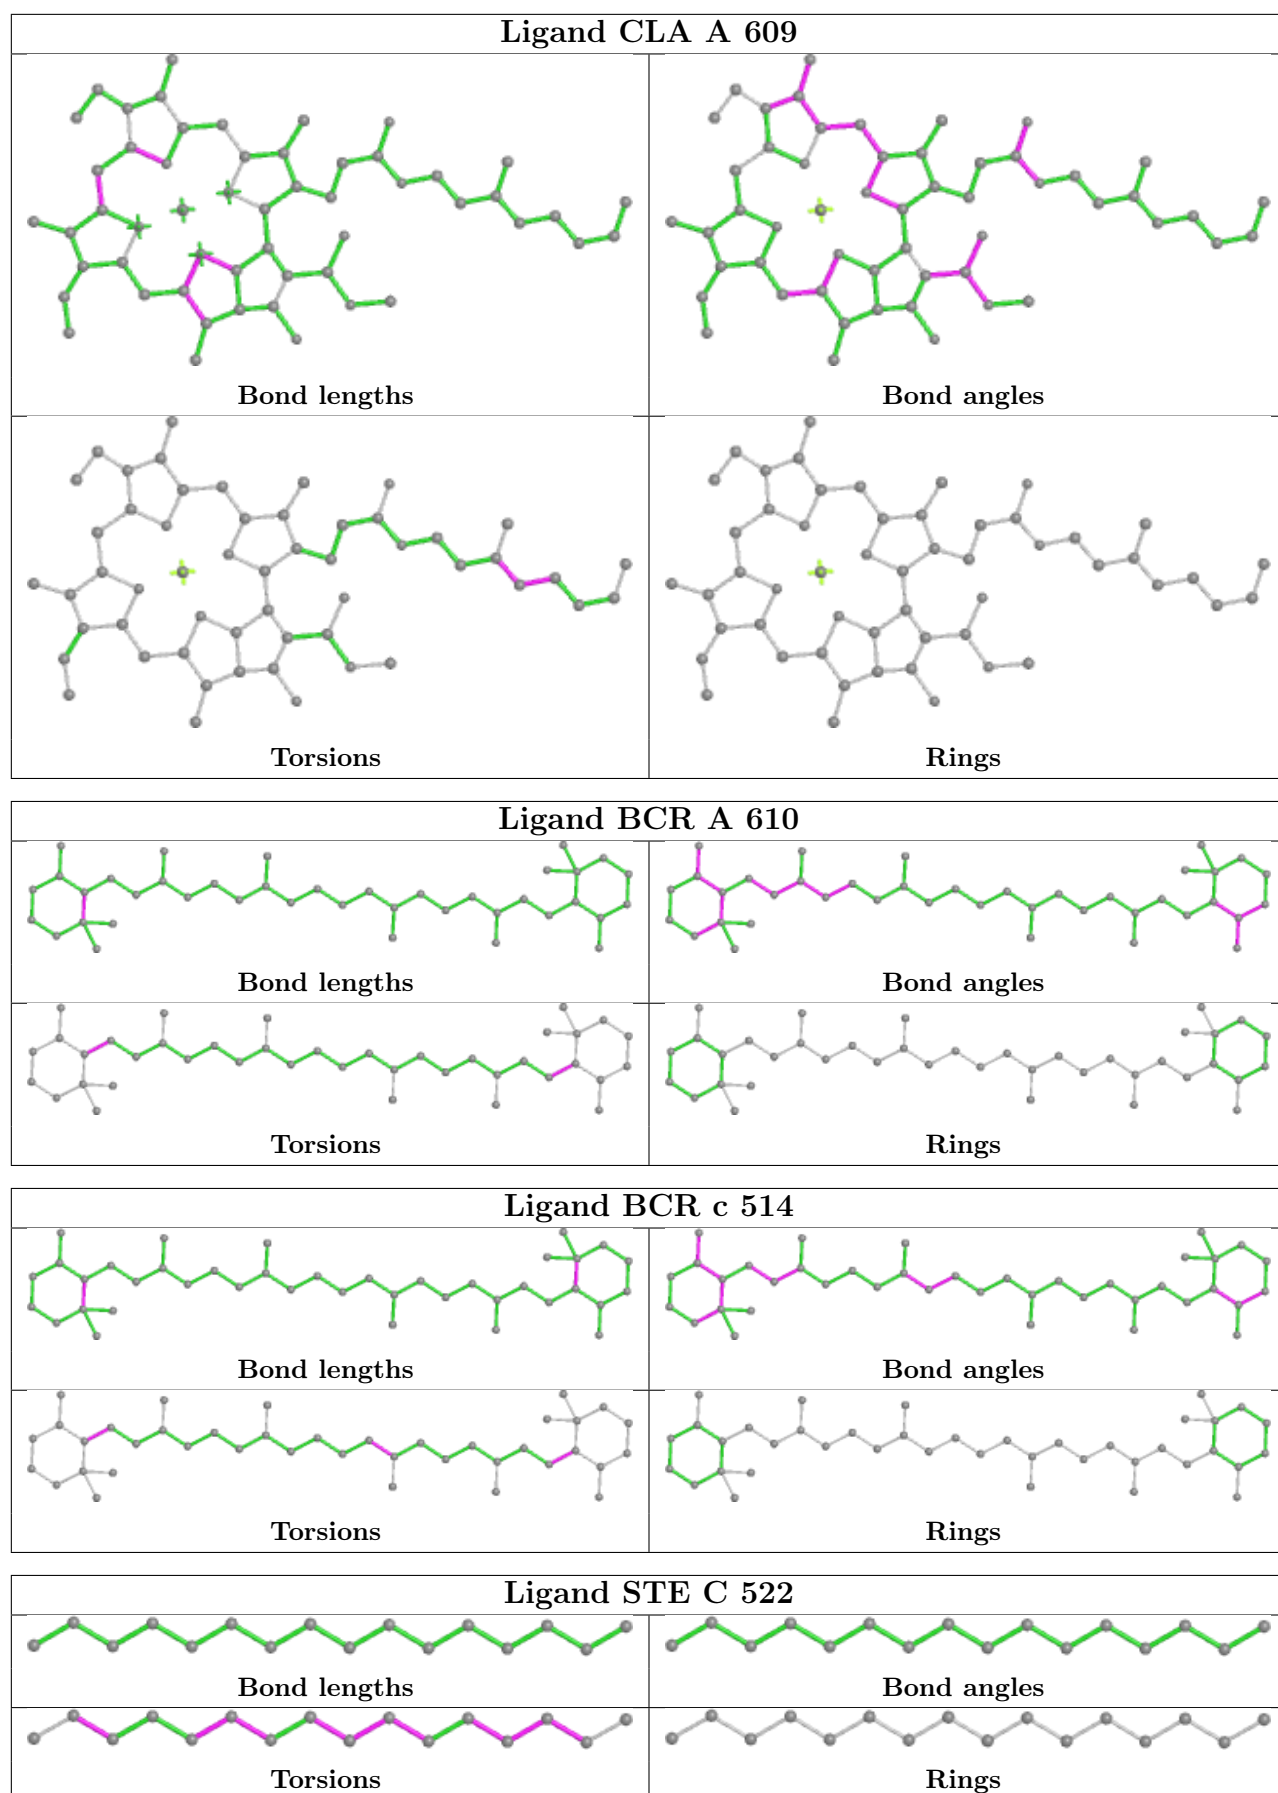 Ligand CLA A 609
Bond lengths
Bond angles
Torsions
Rings
Ligand BCR A 610
Bond lengths
Bond angles
Torsions
Rings
Ligand BCR c 514
Bond lengths
Bond angles
Torsions
Rings
Ligand STE C 522
Bond lengths
Bond angles
Torsions
Rings